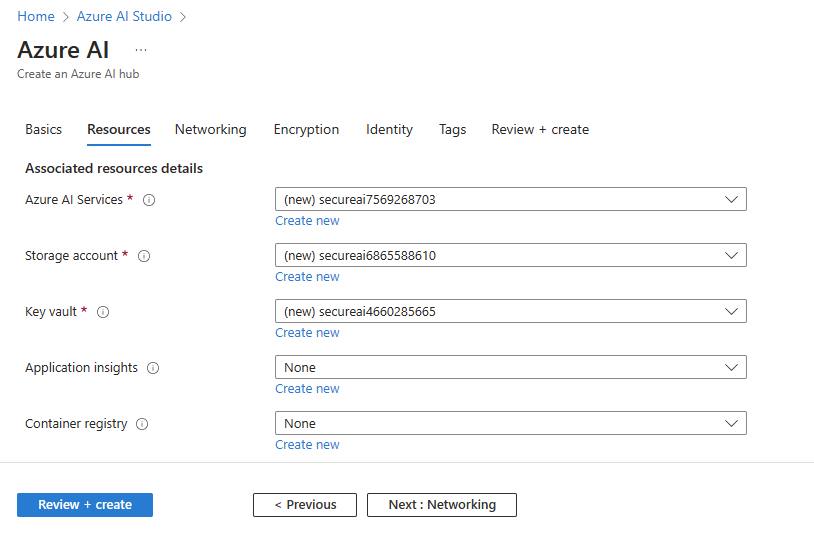 Home > Azure AI Studio >
Azure AI ...
Create an Azure AI hub
Basics Resources Networking Encryption Identity Tags Review + create
Associated resources details
Azure AI Services * (new) secureai7569268703
Create new
Storage account * (new) secureai6865588610
Create new
Key vault * (new) secureai4660285665
Create new
Application insights None
Create new
Container registry None
Create new
Review + create < Previous Next : Networking